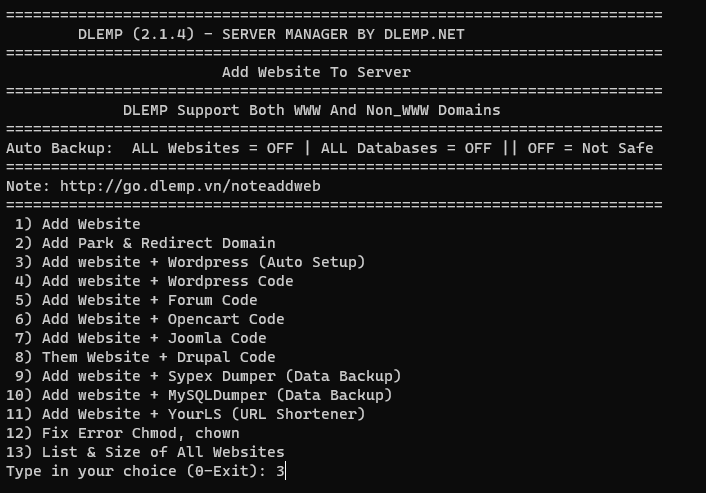 =========================================================================
DLEMP (2.1.4) - SERVER MANAGER BY DLEMP.NET
=========================================================================
Add Website To Server
=========================================================================
DLEMP Support Both WWW And Non_WWW Domains
=========================================================================
Auto Backup:  ALL Websites = OFF | ALL Databases = OFF || OFF = Not Safe
=========================================================================
Note: http://go.dlemp.vn/noteaddweb
=========================================================================
1) Add Website
2) Add Park & Redirect Domain
3) Add website + Wordpress (Auto Setup)
4) Add website + Wordpress Code
5) Add Website + Forum Code
6) Add Website + Opencart Code
7) Add Website + Joomla Code
8) Them Website + Drupal Code
9) Add website + Sypex Dumper (Data Backup)
10) Add website + MySQLDumper (Data Backup)
11) Add Website + YourLS (URL Shortener)
12) Fix Error Chmod, chown
13) List & Size of All Websites
Type in your choice (0-Exit): 3